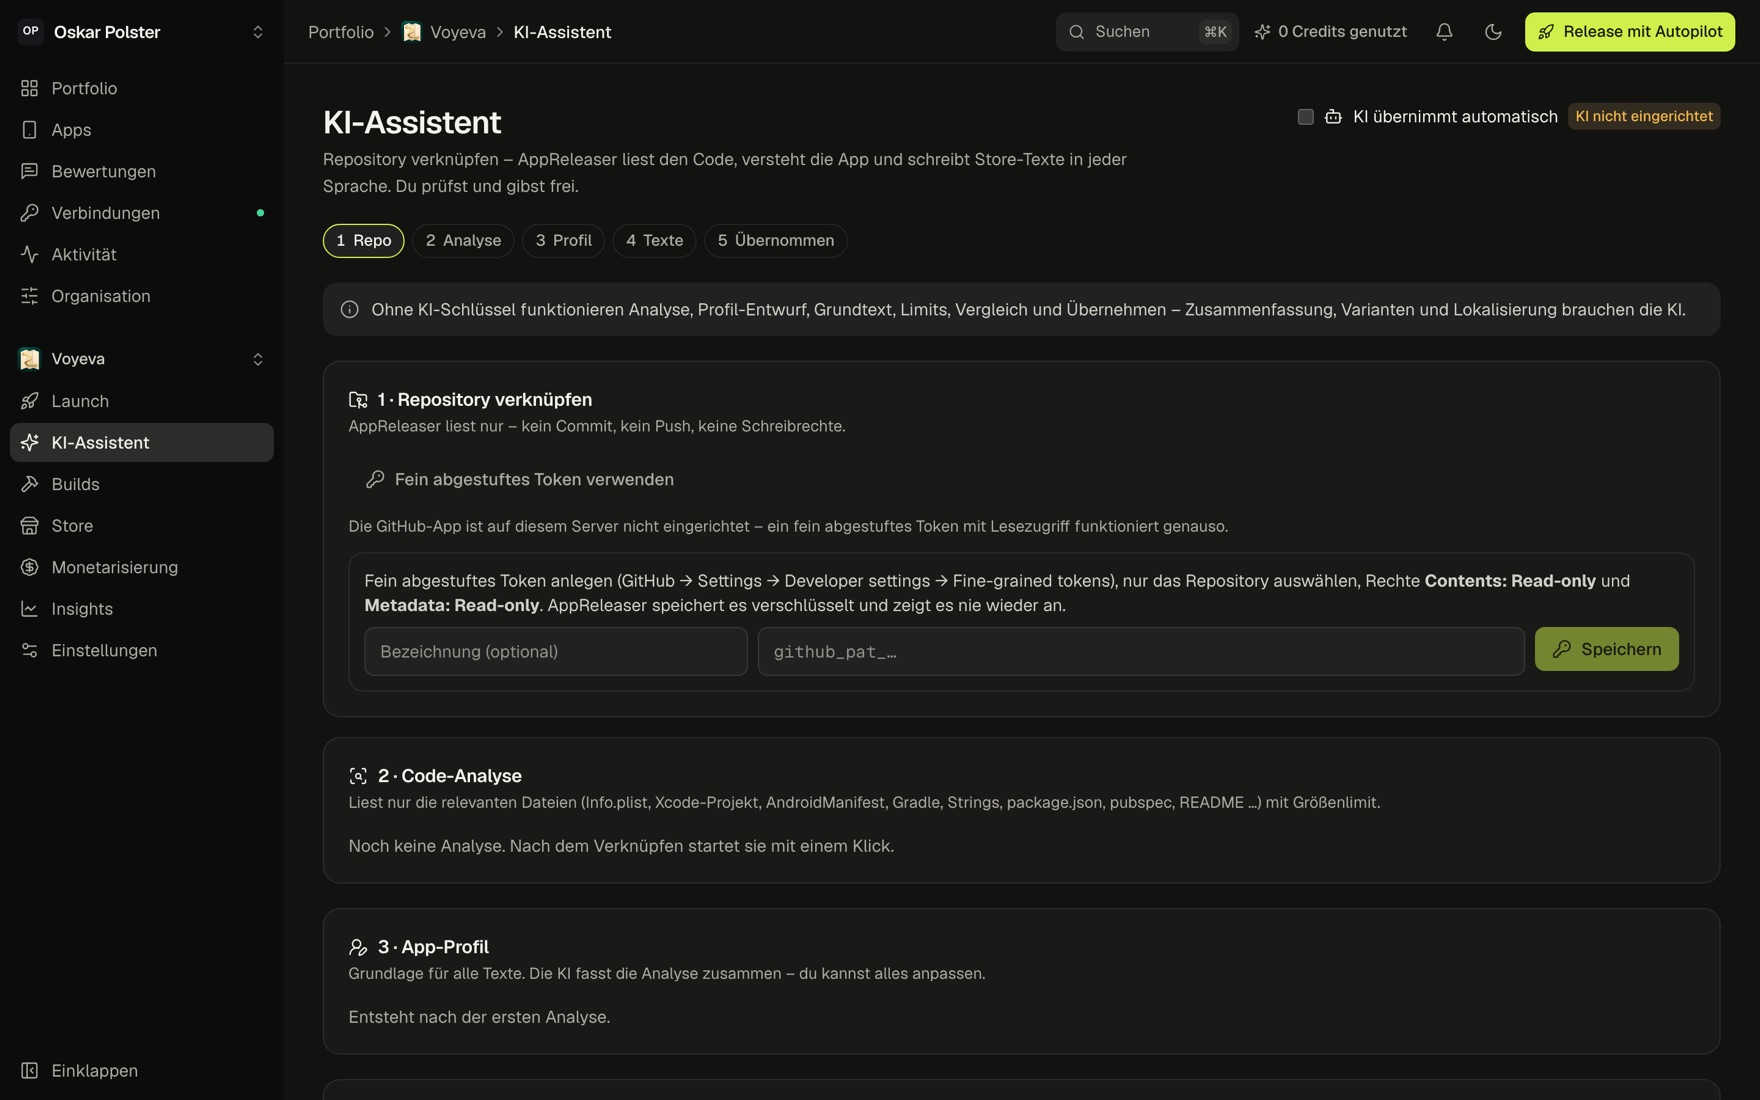 OP Oskar Polster
Portfolio
Apps
Bewertungen
Verbindungen
Aktivität
Organisation
Voyeva
Launch
KI-Assistent
Builds
Store
Monetarisierung
Insights
Einstellungen
Einklappen
Portfolio > Voyeva > KI-Assistent
Suchen ⌘K
0 Credits genutzt
Release mit Autopilot
KI-Assistent
KI übernimmt automatisch KI nicht eingerichtet
Repository verknüpfen – AppReleaser liest den Code, versteht die App und schreibt Store-Texte in jeder
Sprache. Du prüfst und gibst frei.
1 Repo 2 Analyse 3 Profil 4 Texte 5 Übernommen
Ohne KI-Schlüssel funktionieren Analyse, Profil-Entwurf, Grundtext, Limits, Vergleich und Übernehmen – Zusammenfassung, Varianten und Lokalisierung brauchen die KI.
1 · Repository verknüpfen
AppReleaser liest nur – kein Commit, kein Push, keine Schreibrechte.
Fein abgestuftes Token verwenden
Die GitHub-App ist auf diesem Server nicht eingerichtet – ein fein abgestuftes Token mit Lesezugriff funktioniert genauso.
Fein abgestuftes Token anlegen (GitHub → Settings → Developer settings → Fine-grained tokens), nur das Repository auswählen, Rechte Contents: Read-only und
Metadata: Read-only. AppReleaser speichert es verschlüsselt und zeigt es nie wieder an.
Bezeichnung (optional) github_pat_… Speichern
2 · Code-Analyse
Liest nur die relevanten Dateien (Info.plist, Xcode-Projekt, AndroidManifest, Gradle, Strings, package.json, pubspec, README …) mit Größenlimit.
Noch keine Analyse. Nach dem Verknüpfen startet sie mit einem Klick.
3 · App-Profil
Grundlage für alle Texte. Die KI fasst die Analyse zusammen – du kannst alles anpassen.
Entsteht nach der ersten Analyse.